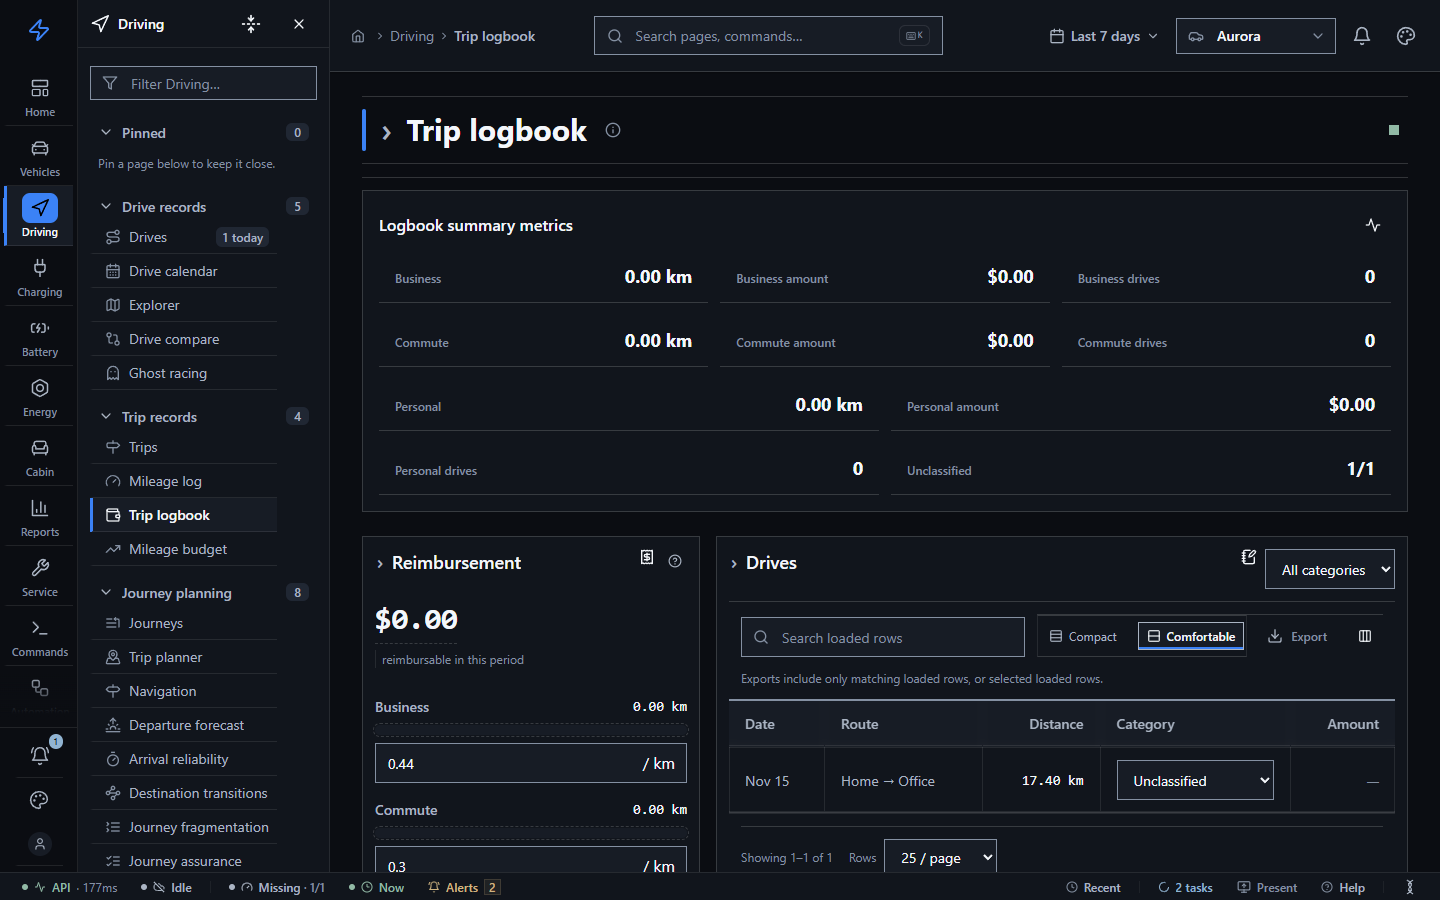 Home
Vehicles
Driving
Charging
Battery
Energy
Cabin
Reports
Service
Commands
1
Driving
Filter Driving...
Pinned 0
Pin a page below to keep it close.
Drive records 5
Drives 1 today
Drive calendar
Explorer
Drive compare
Ghost racing
Trip records 4
Trips
Mileage log
Trip logbook
Mileage budget
Journey planning 8
Journeys
Trip planner
Navigation
Departure forecast
Arrival reliability
Destination transitions
Journey fragmentation
Journey assurance
Driving › Trip logbook
Search pages, commands... K
Last 7 days
Aurora
› Trip logbook
Logbook summary metrics
Business 0.00 km Business amount $0.00 Business drives 0
Commute 0.00 km Commute amount $0.00 Commute drives 0
Personal 0.00 km Personal amount $0.00
Personal drives 0 Unclassified 1/1
› Reimbursement
$0.00
reimbursable in this period
Business 0.00 km
0.44 / km
Commute 0.00 km
0.3 / km
› Drives All categories
Search loaded rows Compact Comfortable Export
Exports include only matching loaded rows, or selected loaded rows.
Date Route Distance Category Amount
Nov 15 Home → Office 17.40 km Unclassified —
Showing 1–1 of 1 Rows 25 / page
API · 177ms Idle Missing · 1/1 Now Alerts 2 Recent 2 tasks Present Help